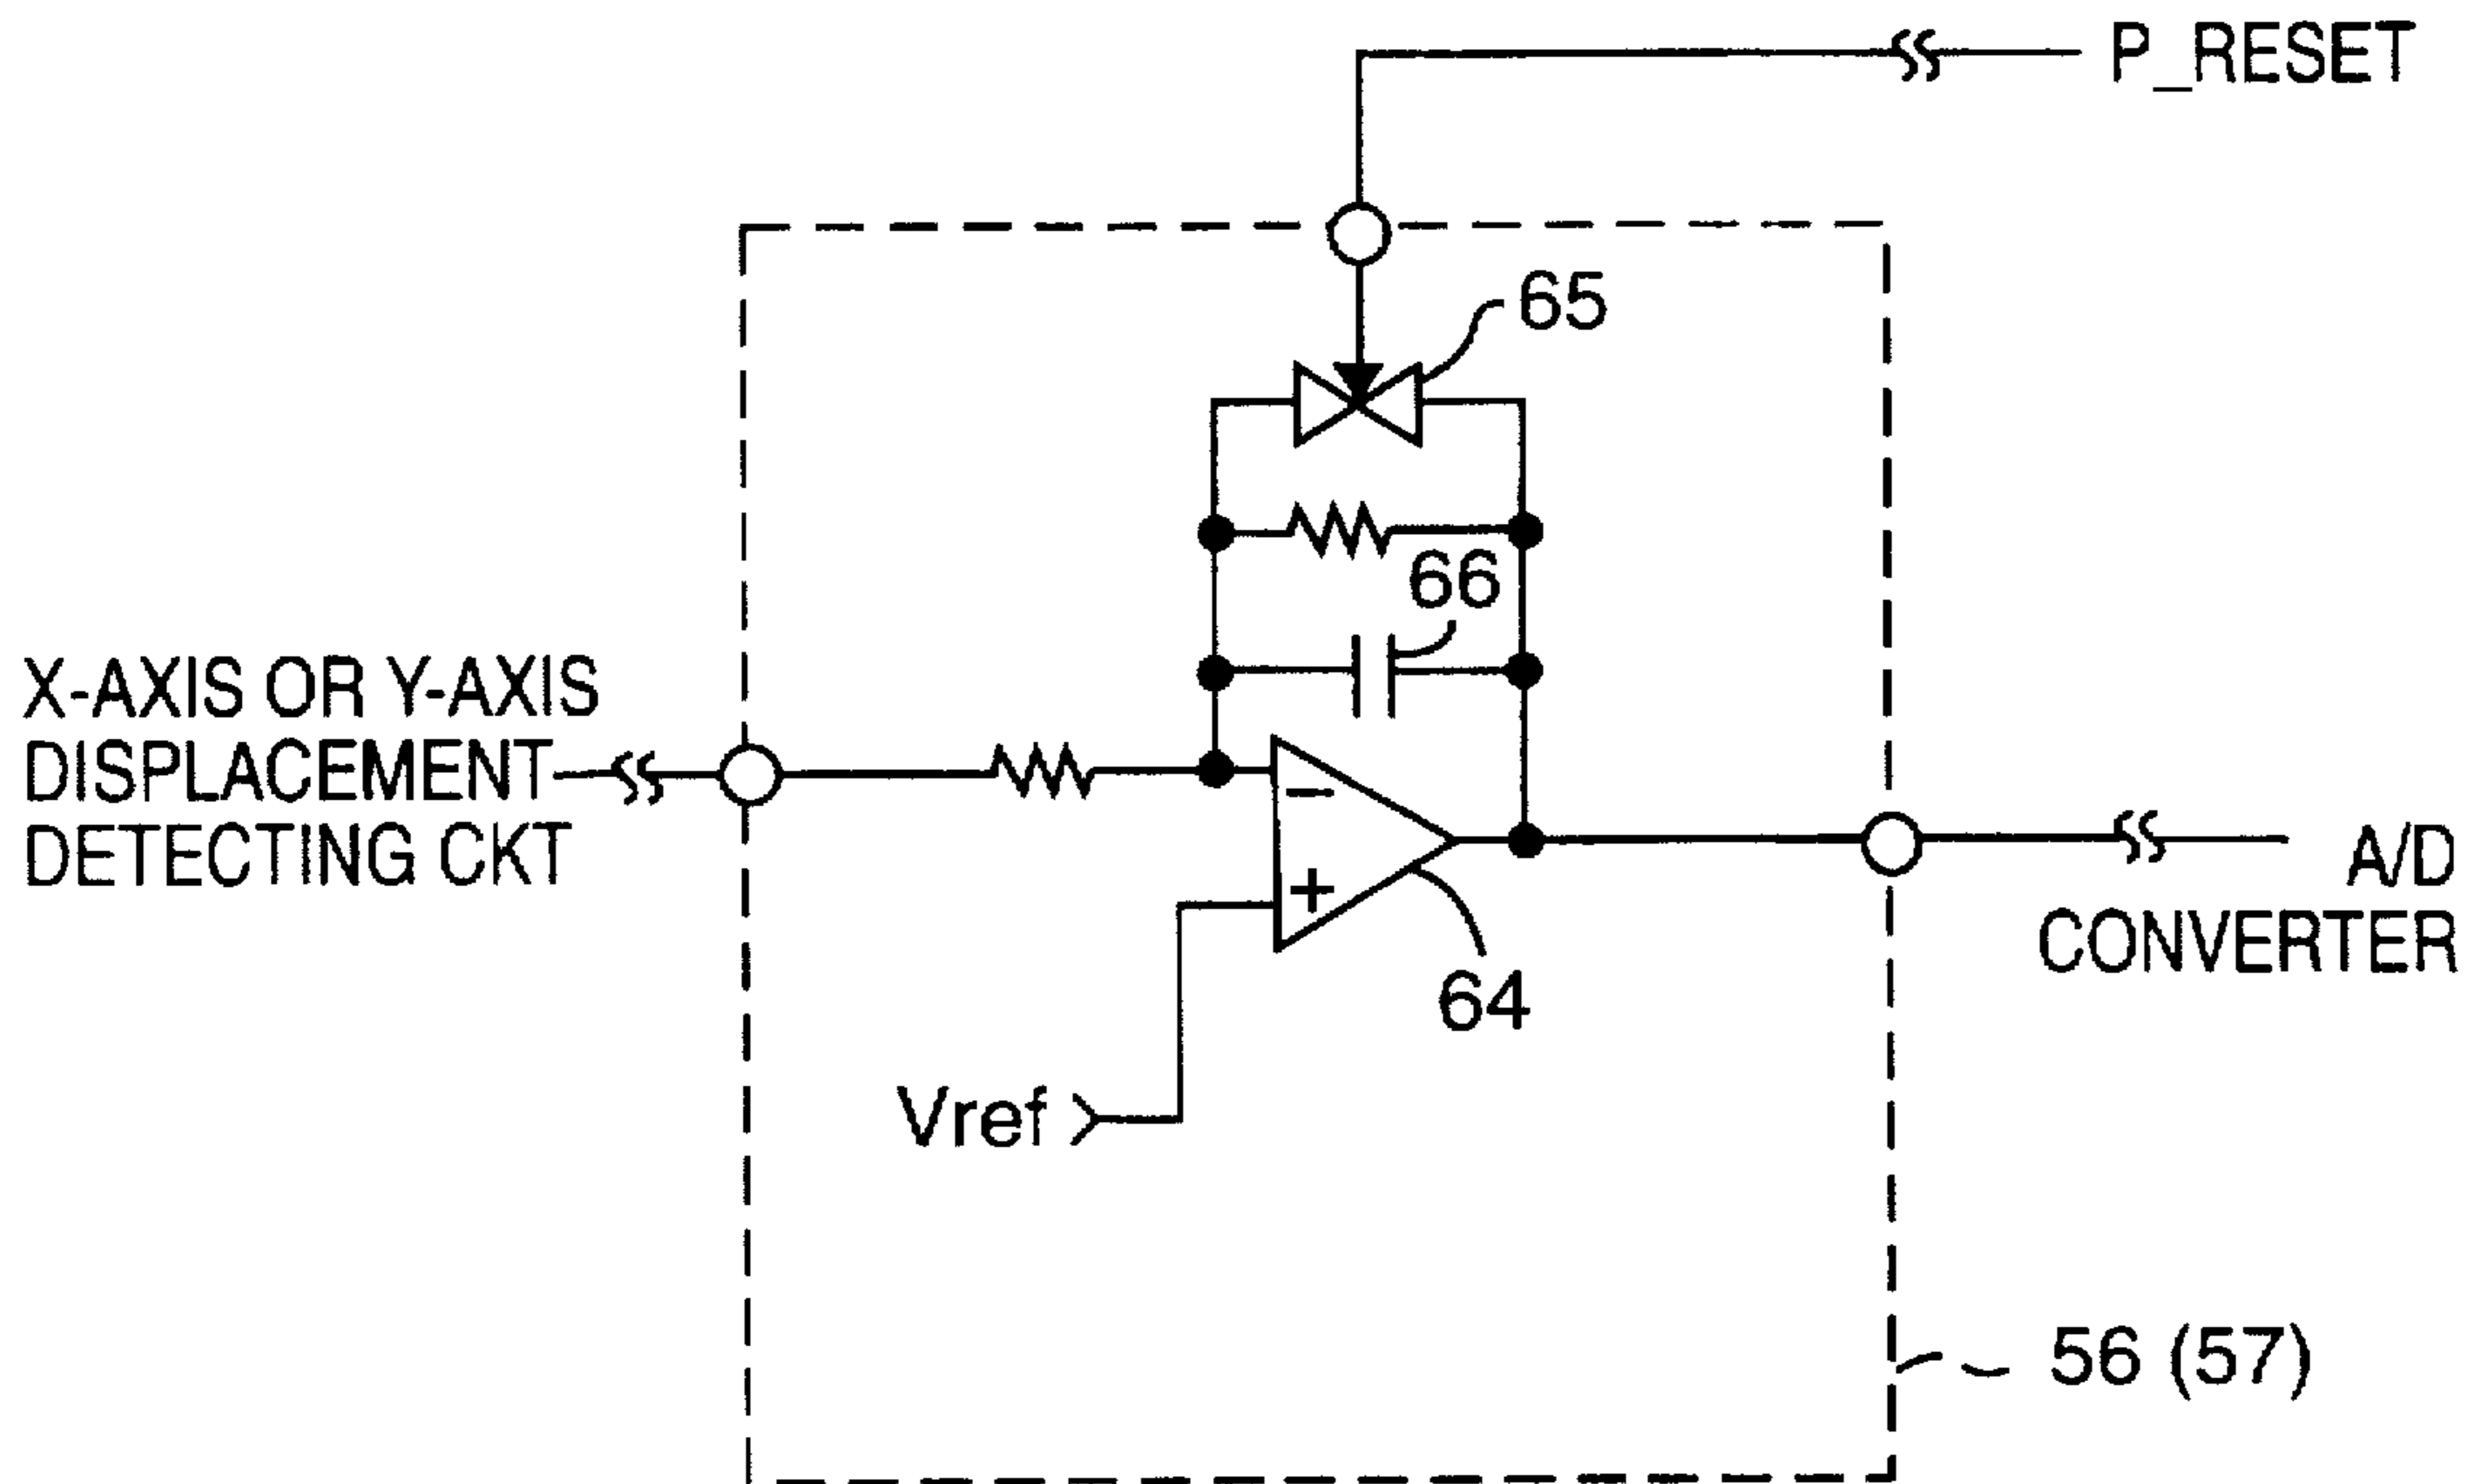 P_RESET
65
66
X-AXIS OR Y-AXIS
DISPLACEMENT
DETECTING CKT
−
+
A/D
CONVERTER
64
Vref
56 (57)